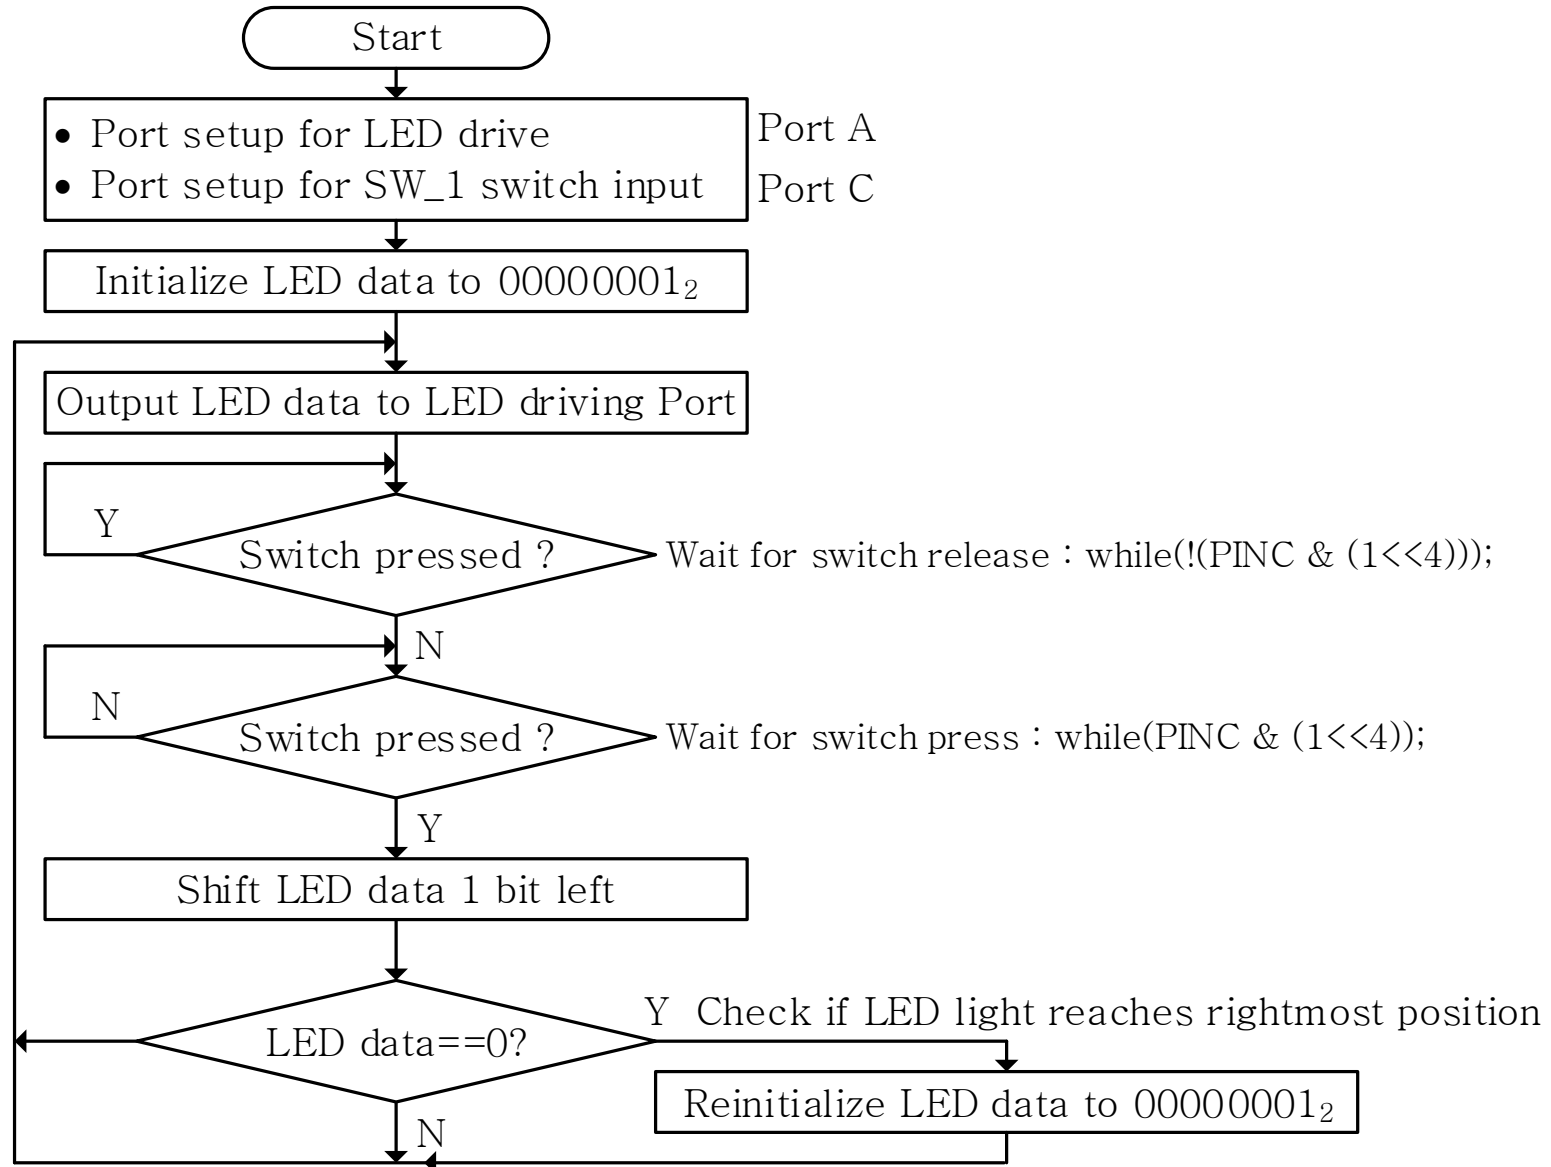 Start
• Port setup for LED drive
Port A
• Port setup for SW_1 switch input
Port C
Initialize LED data to 00000001₂
Output LED data to LED driving Port
Y
Switch pressed ?
Wait for switch release : while(!(PINC & (1<<4)));
N
N
Switch pressed ?
Wait for switch press : while(PINC & (1<<4));
Y
Shift LED data 1 bit left
LED data==0?
Y Check if LED light reaches rightmost position
Reinitialize LED data to 00000001₂
N